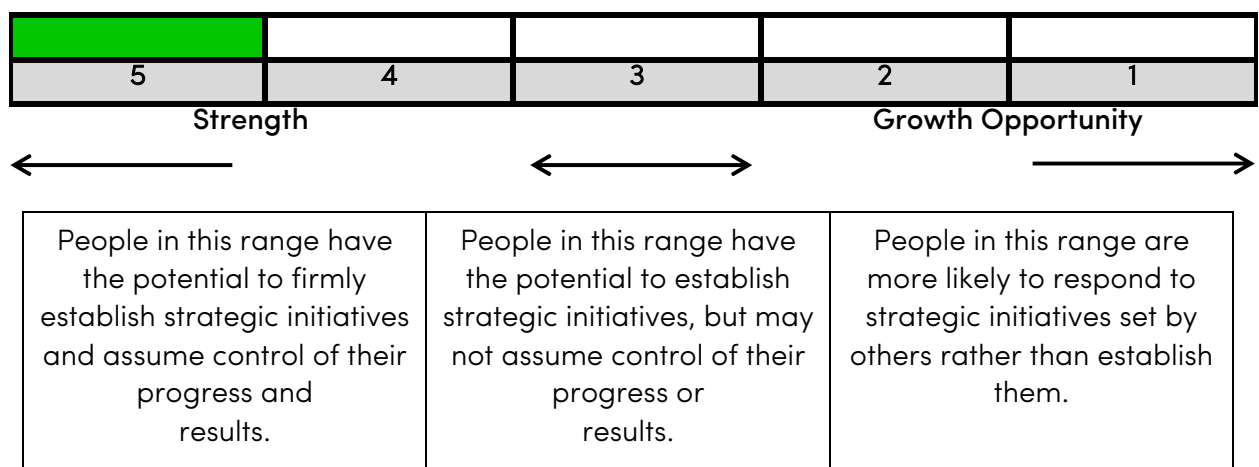 5 4 3 2 1
Strength Growth Opportunity
People in this range have
the potential to firmly
establish strategic initiatives
and assume control of their
progress and
results.
People in this range have
the potential to establish
strategic initiatives, but may
not assume control of their
progress or
results.
People in this range are
more likely to respond to
strategic initiatives set by
others rather than establish
them.